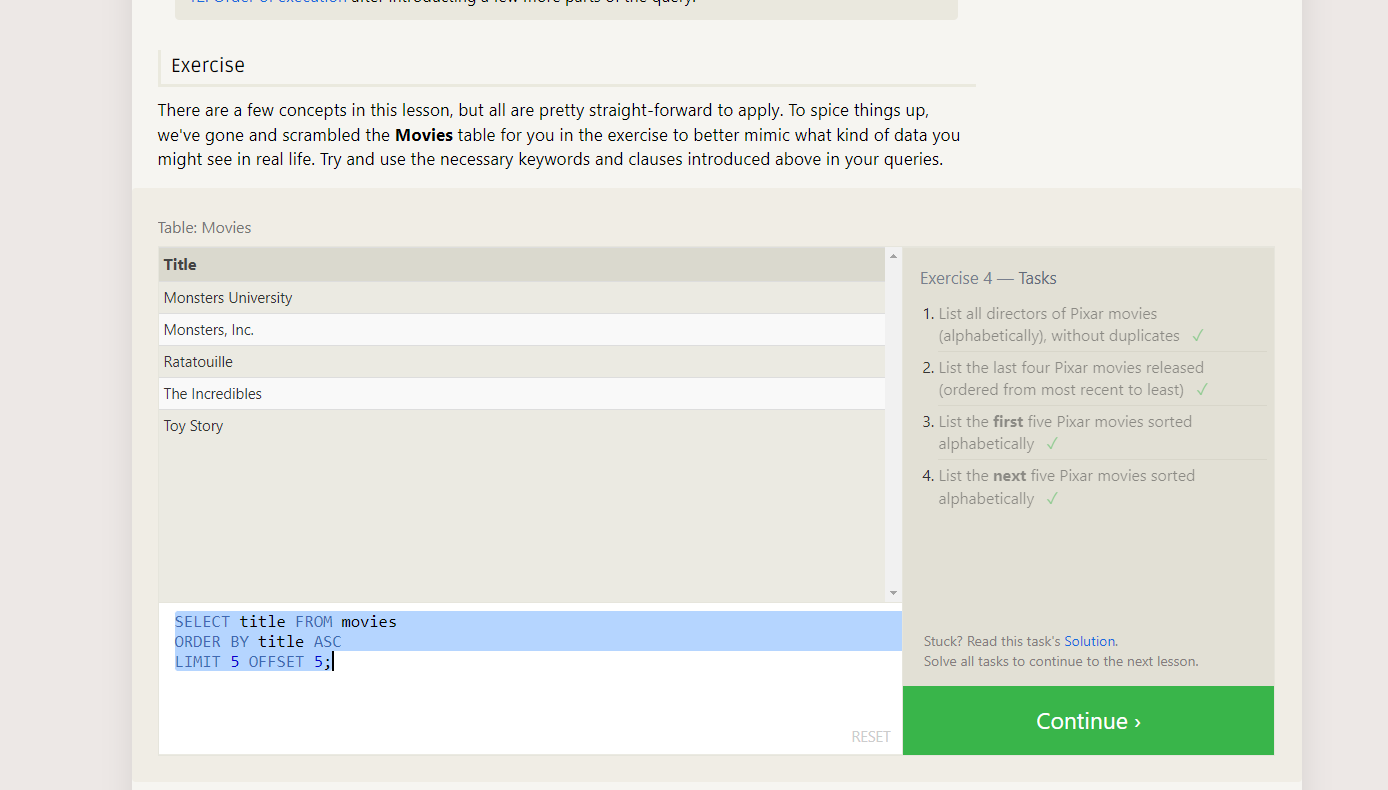 12: Order of execution after introducting a few more parts of the query.
Exercise
There are a few concepts in this lesson, but all are pretty straight-forward to apply. To spice things up,
we've gone and scrambled the Movies table for you in the exercise to better mimic what kind of data you
might see in real life. Try and use the necessary keywords and clauses introduced above in your queries.
Table: Movies
Title
Monsters University
Monsters, Inc.
Ratatouille
The Incredibles
Toy Story
SELECT title FROM movies
ORDER BY title ASC
LIMIT 5 OFFSET 5;
RESET
Exercise 4 — Tasks
1. List all directors of Pixar movies
(alphabetically), without duplicates ✓
2. List the last four Pixar movies released
(ordered from most recent to least) ✓
3. List the first five Pixar movies sorted
alphabetically ✓
4. List the next five Pixar movies sorted
alphabetically ✓
Stuck? Read this task's Solution.
Solve all tasks to continue to the next lesson.
Continue ›